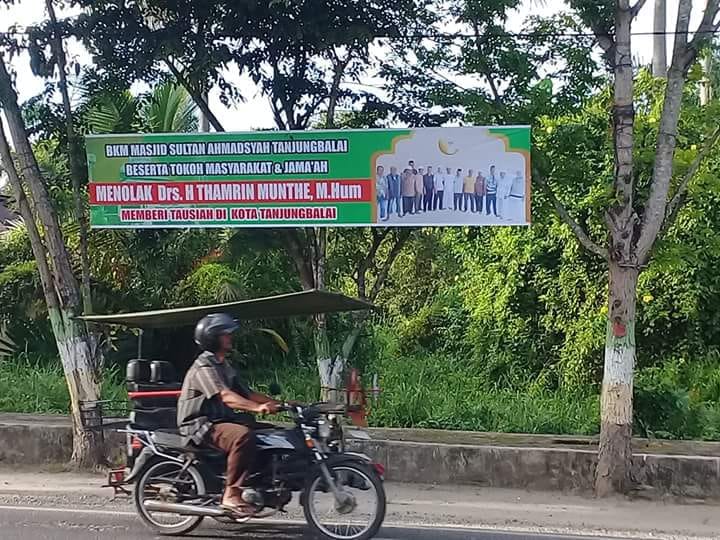 BKM MASJID SULTAN AHMADSYAH TANJUNGBALAI
BESERTA TOKOH MASYARAKAT & JAMA'AH
MENOLAK Drs. H THAMRIN MUNTHE, M.Hum
MEMBERI TAUSIAH DI KOTA TANJUNGBALAI